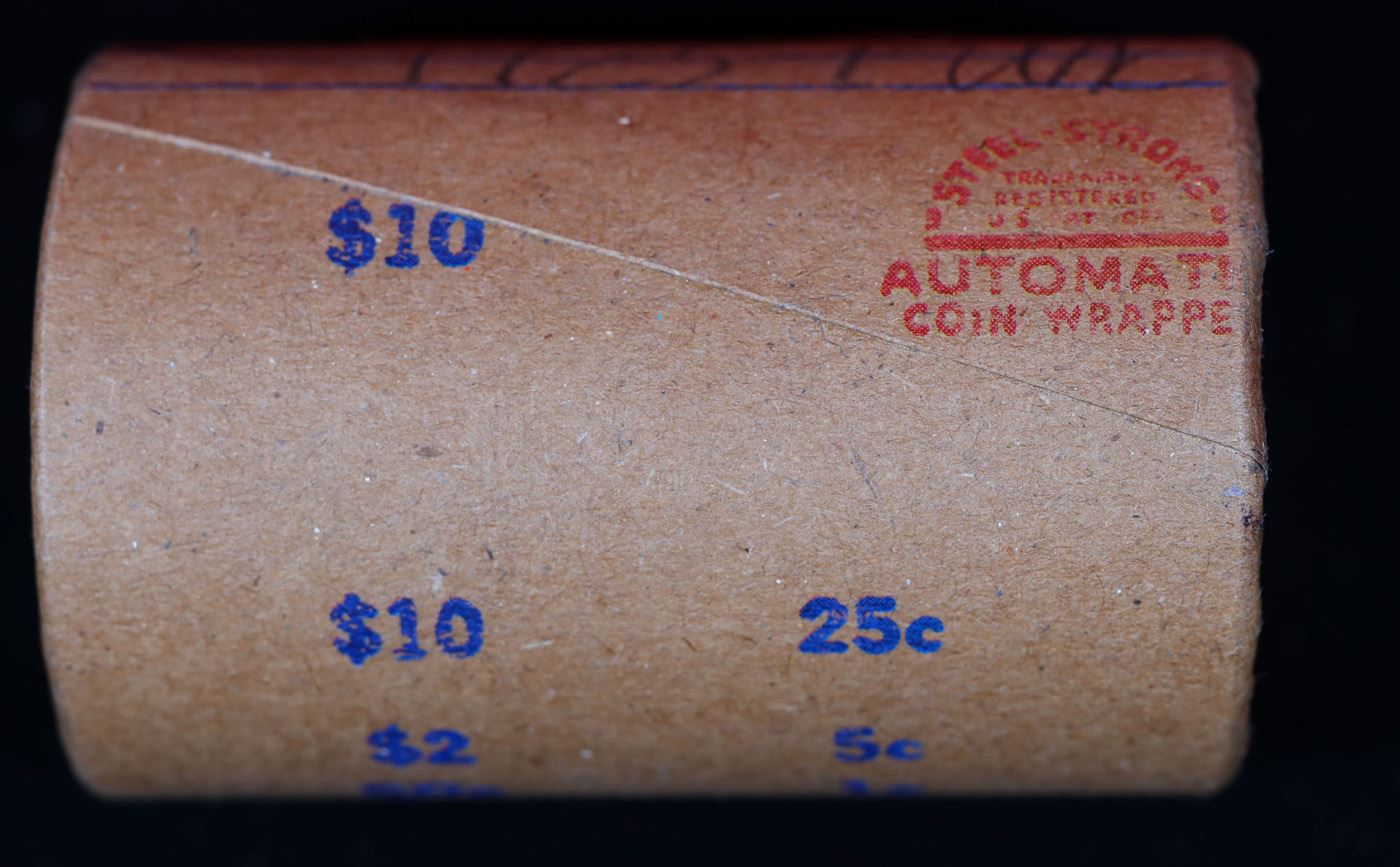 $10
STEEL-STRONG
TRADEMARK
REGISTERED
U.S. PAT. OFF.
AUTOMATI
COIN WRAPPE
$10 25c
$2 5c